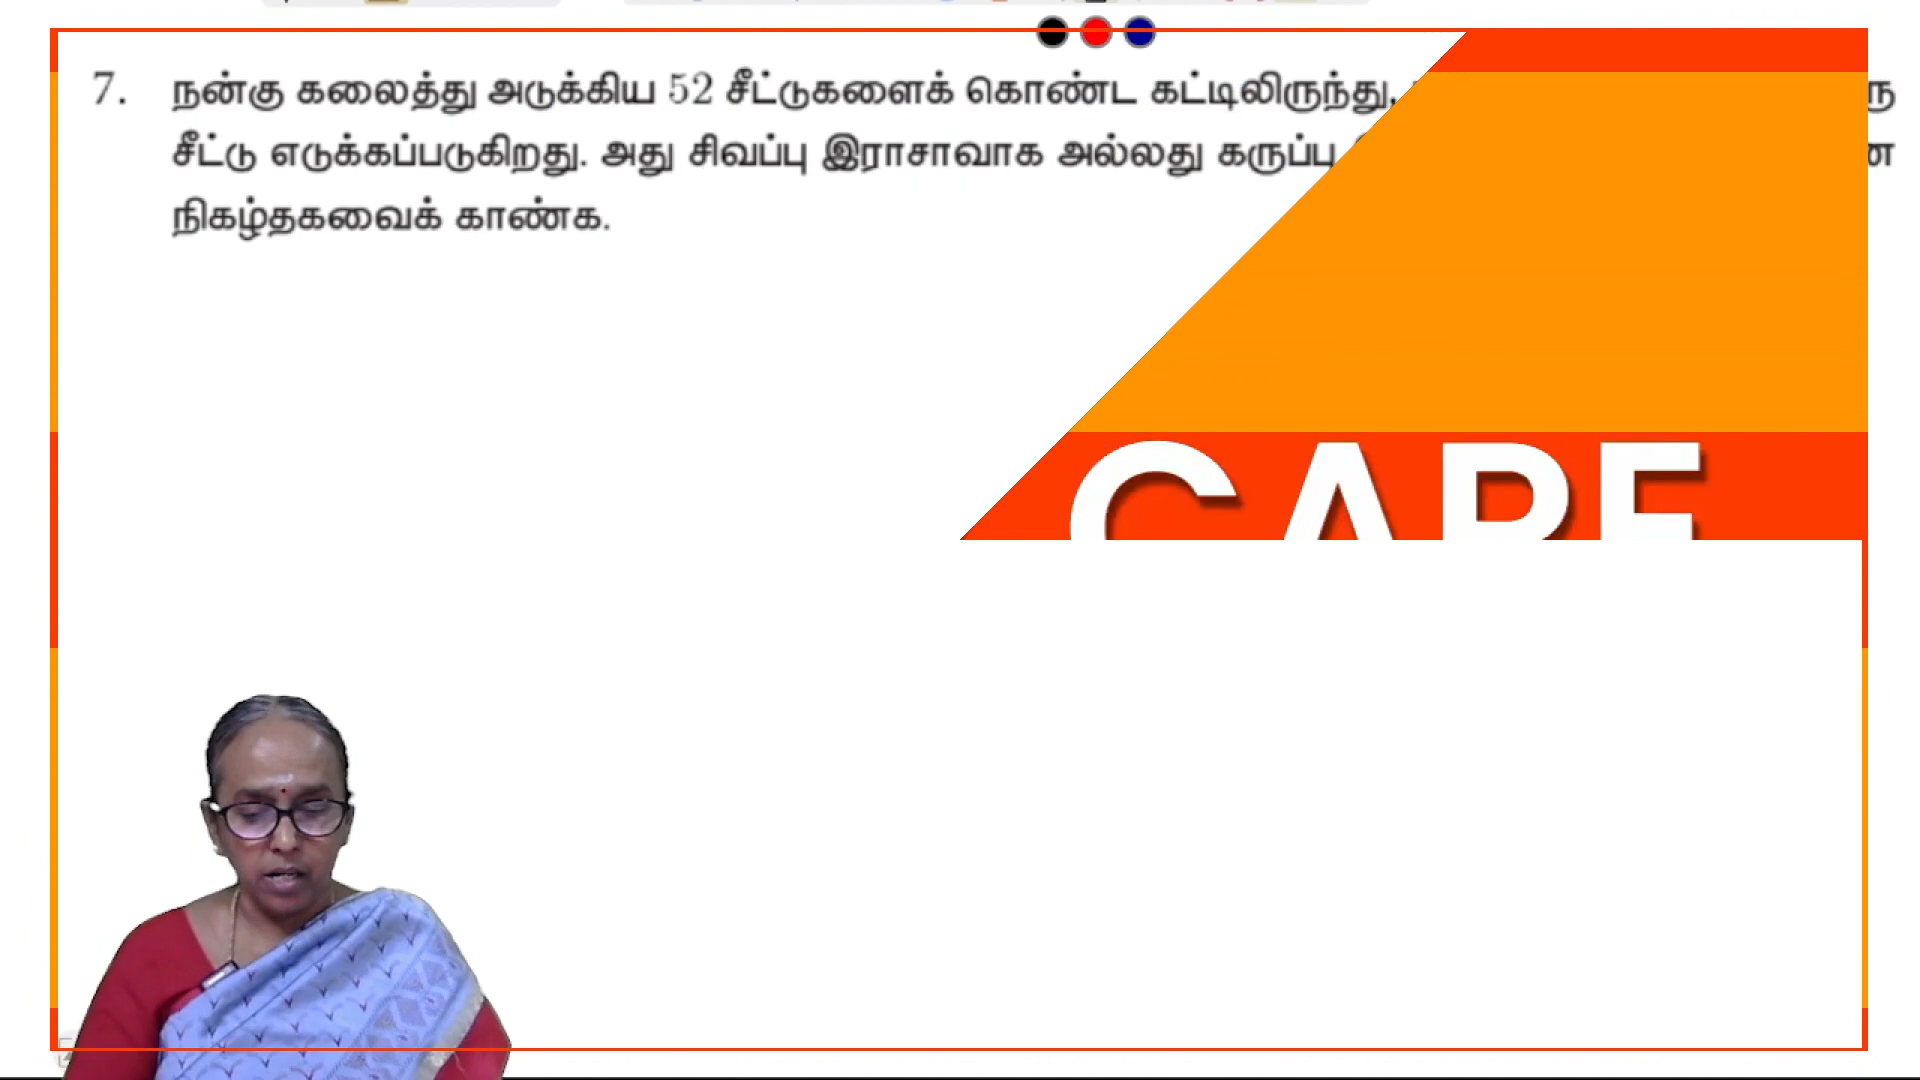 7. நன்கு கலைத்து அடுக்கிய 52 சீட்டுகளைக் கொண்ட கட்டிலிருந்து,
சீட்டு எடுக்கப்படுகிறது. அது சிவப்பு இராசாவாக அல்லது கருப்பு
நிகழ்தகவைக் காண்க.
CARE